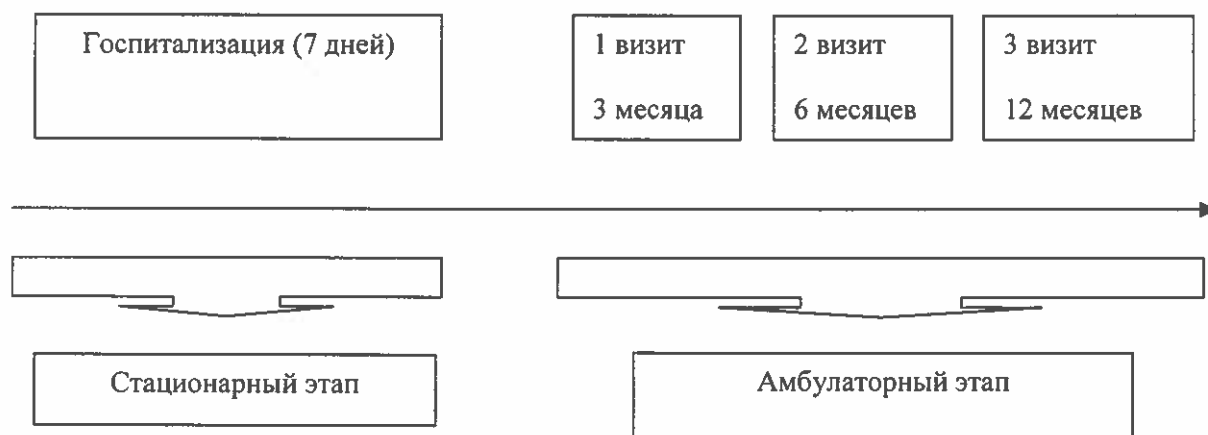 Госпитализация (7 дней)
1 визит
3 месяца
2 визит
6 месяцев
3 визит
12 месяцев
Стационарный этап
Амбулаторный этап